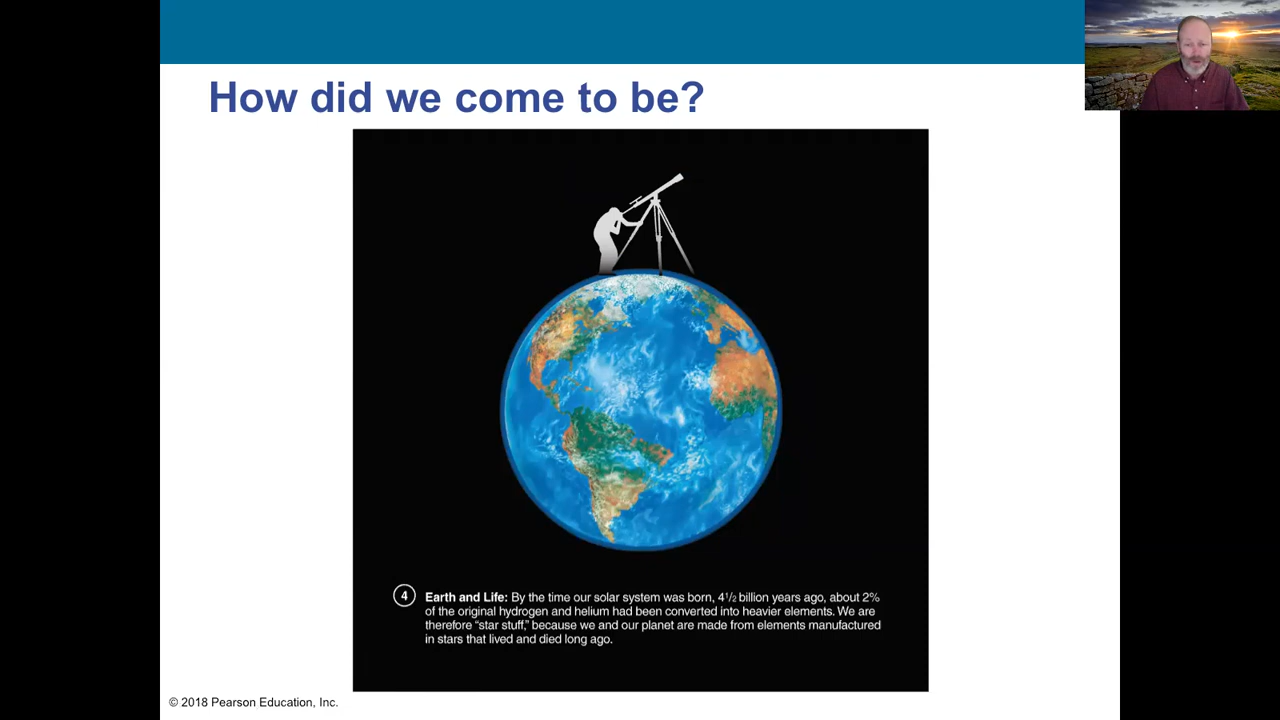 How did we come to be?
4
Earth and Life: By the time our solar system was born, 4 1/2 billion years ago, about 2%
of the original hydrogen and helium had been converted into heavier elements. We are
therefore “star stuff,” because we and our planet are made from elements manufactured
in stars that lived and died long ago.
© 2018 Pearson Education, Inc.